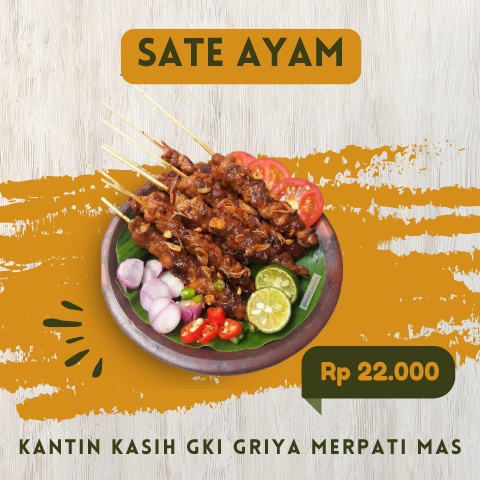 SATE AYAM
Rp 22.000
KANTIN KASIH GKI GRIYA MERPATI MAS